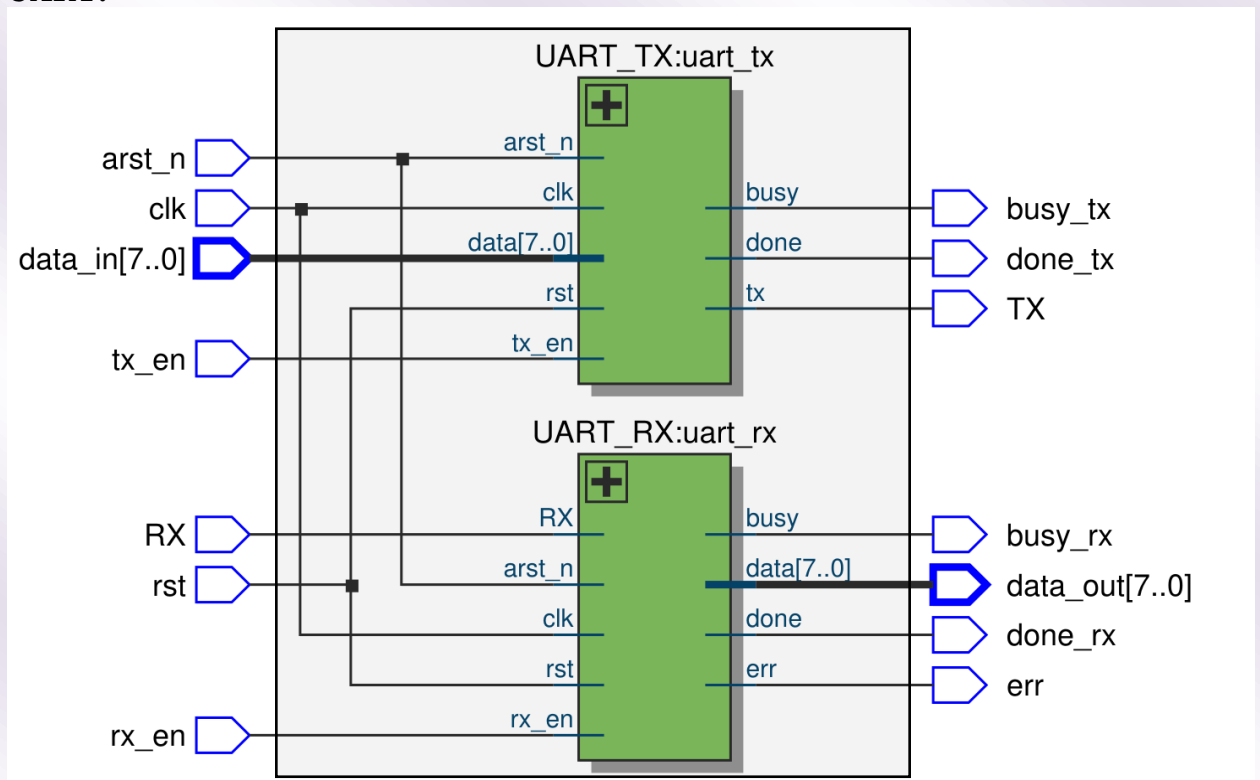 UART_TX:uart_tx
arst_n
clk
data_in[7..0]
tx_en
arst_n
clk
data[7..0]
rst
tx_en
busy
done
tx
busy_tx
done_tx
TX
UART_RX:uart_rx
RX
rst
rx_en
RX
arst_n
clk
rst
rx_en
busy
data[7..0]
done
err
busy_rx
data_out[7..0]
done_rx
err